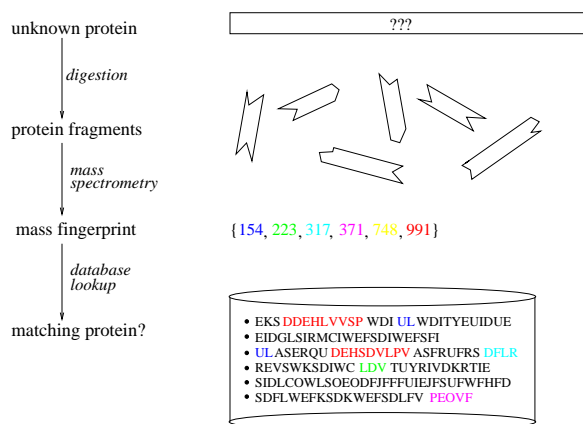 unknown protein
???
digestion
protein fragments
mass
spectrometry
mass fingerprint
{154, 223, 317, 371, 748, 991}
database
lookup
matching protein?
• EKS DDEHLVVSP WDI UL WDITYEUIDUE
• EIDGLSIRMCIWEFSDIWEFSFI
• UL ASERQU DEHSDVLPV ASFRUFRS DFLR
• REVSWKSDIWC LDV TUYRIVDKRTIE
• SIDLCOWLSOEODFJFFFUIEJFSUFWFHFD
• SDFLWEFKSDKWEFSDLFV PEOVF